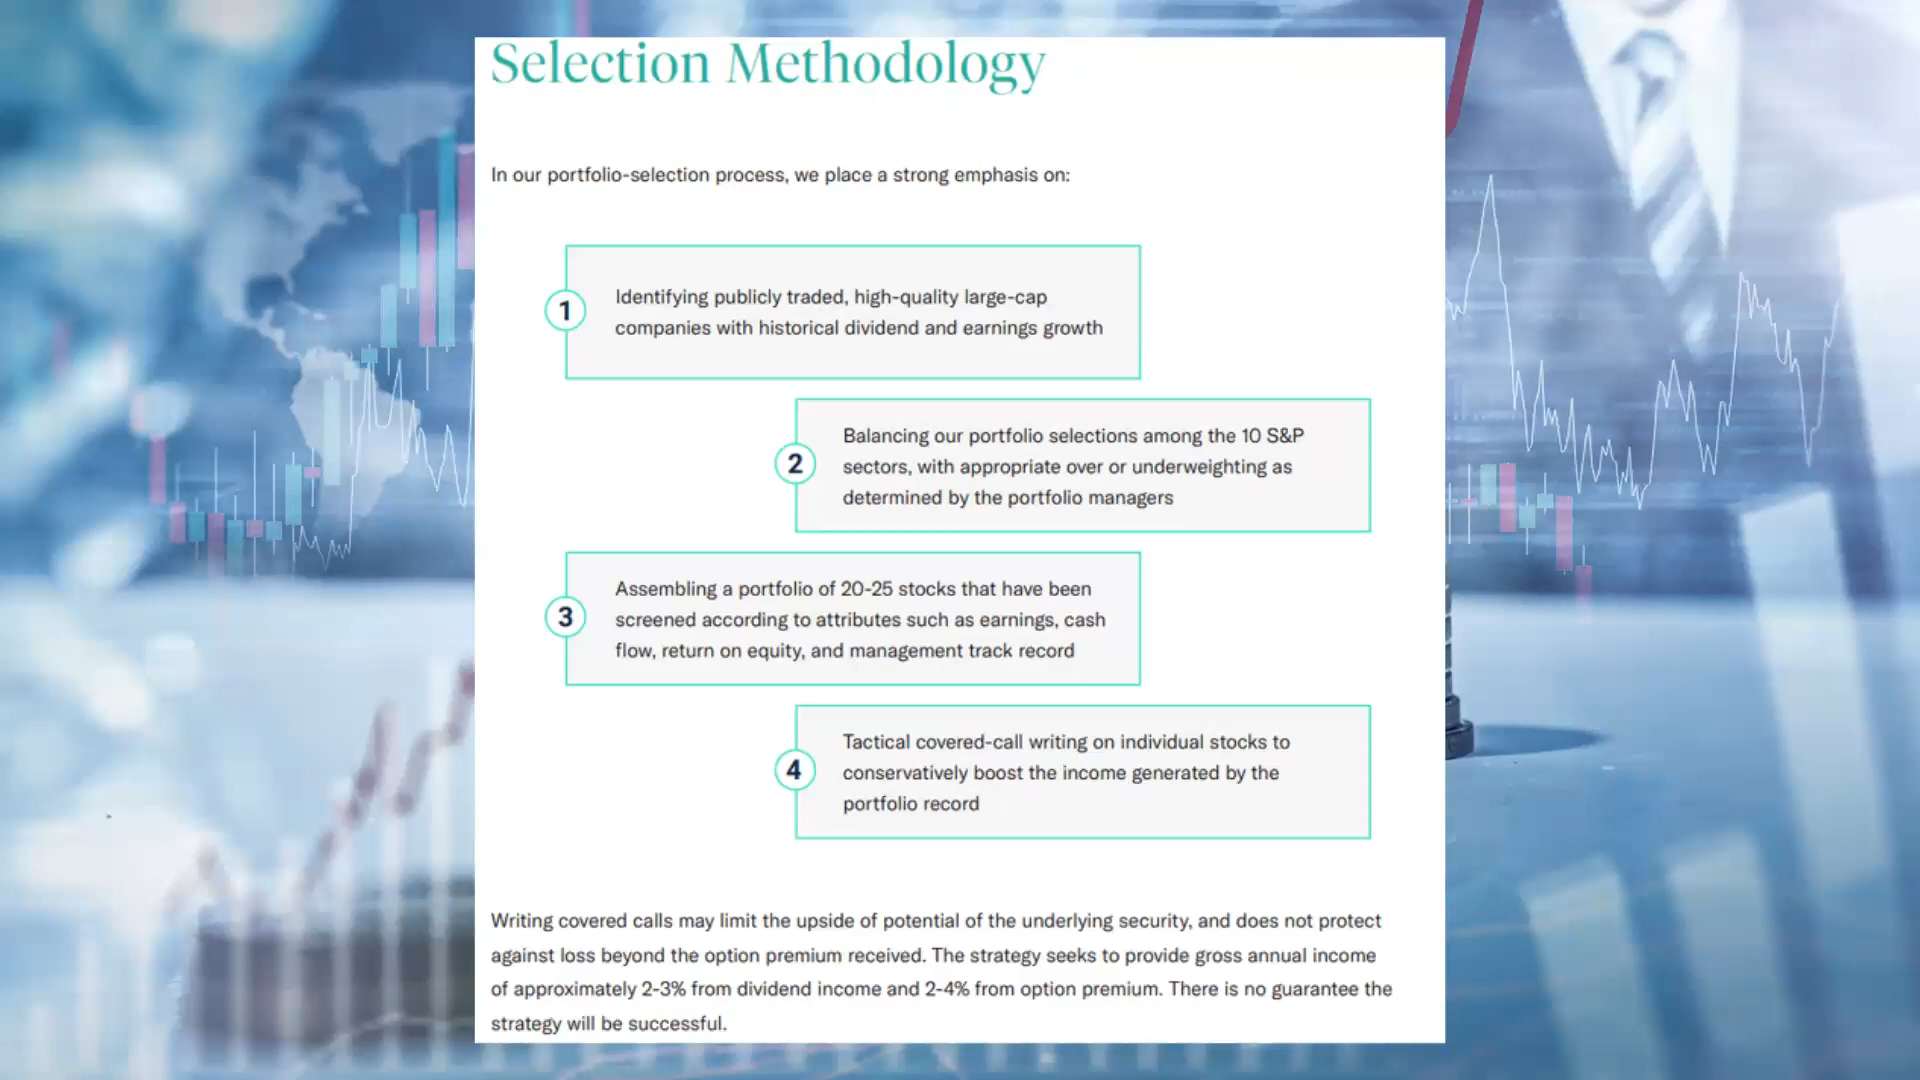 Selection Methodology
In our portfolio-selection process, we place a strong emphasis on:
1
Identifying publicly traded, high-quality large-cap
companies with historical dividend and earnings growth
2
Balancing our portfolio selections among the 10 S&P
sectors, with appropriate over or underweighting as
determined by the portfolio managers
3
Assembling a portfolio of 20-25 stocks that have been
screened according to attributes such as earnings, cash
flow, return on equity, and management track record
4
Tactical covered-call writing on individual stocks to
conservatively boost the income generated by the
portfolio record
Writing covered calls may limit the upside of potential of the underlying security, and does not protect
against loss beyond the option premium received. The strategy seeks to provide gross annual income
of approximately 2-3% from dividend income and 2-4% from option premium. There is no guarantee the
strategy will be successful.